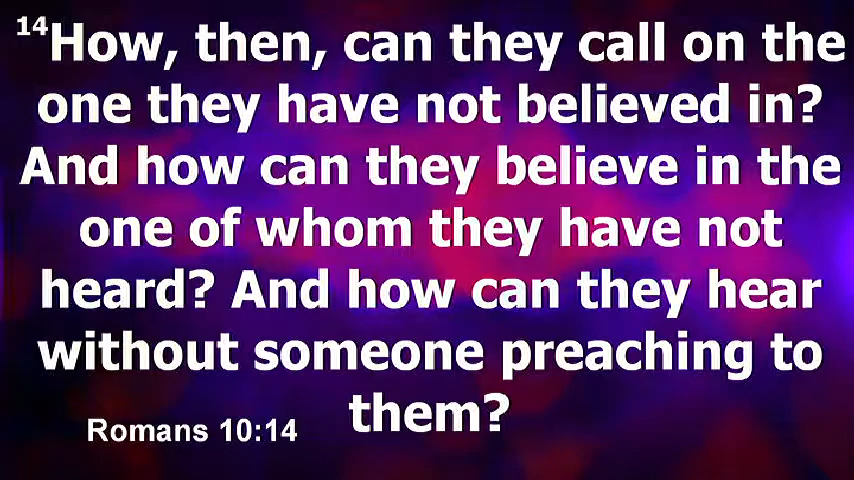 14How, then, can they call on the
one they have not believed in?
And how can they believe in the
one of whom they have not
heard? And how can they hear
without someone preaching to
them?
Romans 10:14